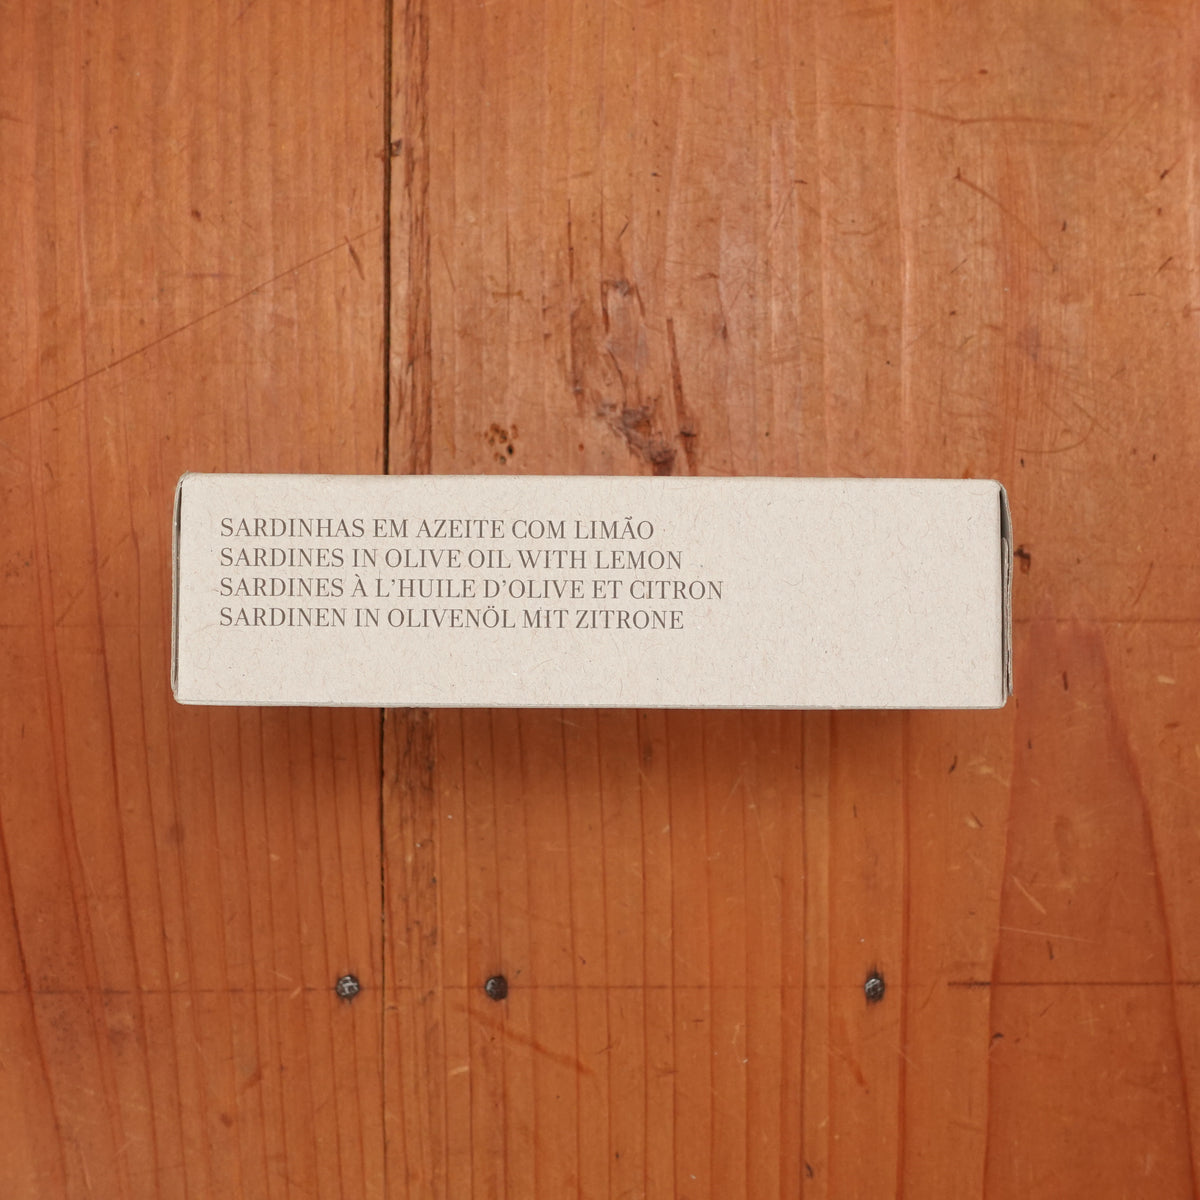 SARDINHAS EM AZEITE COM LIMÃO
SARDINES IN OLIVE OIL WITH LEMON
SARDINES À L’HUILE D’OLIVE ET CITRON
SARDINEN IN OLIVENÖL MIT ZITRONE